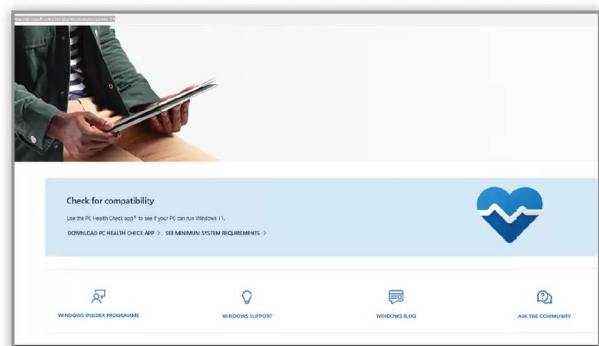 Check for compatibility
Use the PC Health Check app* to see if your PC can run Windows 11.
DOWNLOAD PC HEALTH CHECK APP > SEE MINIMUM SYSTEM REQUIREMENTS >
WINDOWS INSIDER PROGRAMME WINDOWS SUPPORT WINDOWS BLOG ASK THE COMMUNITY